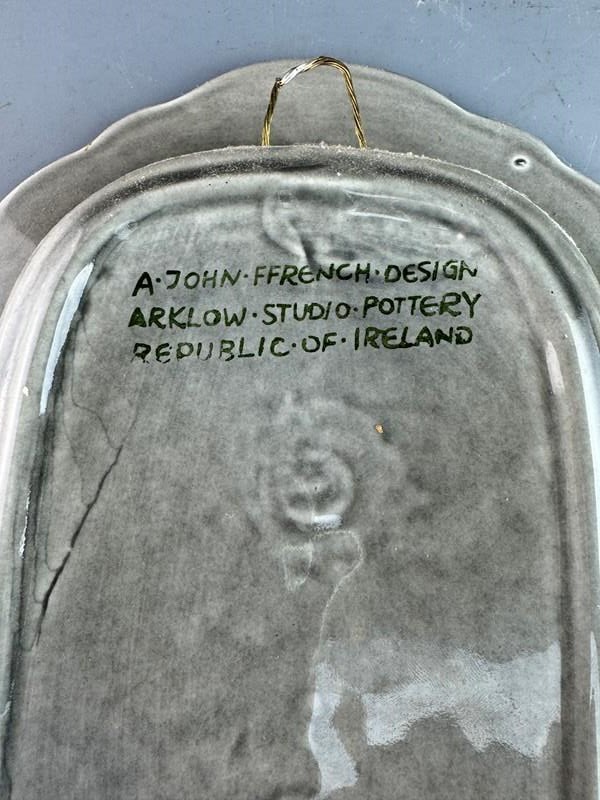 A·JOHN·FFRENCH·DESIGN
ARKLOW·STUDIO·POTTERY
REPUBLIC·OF·IRELAND